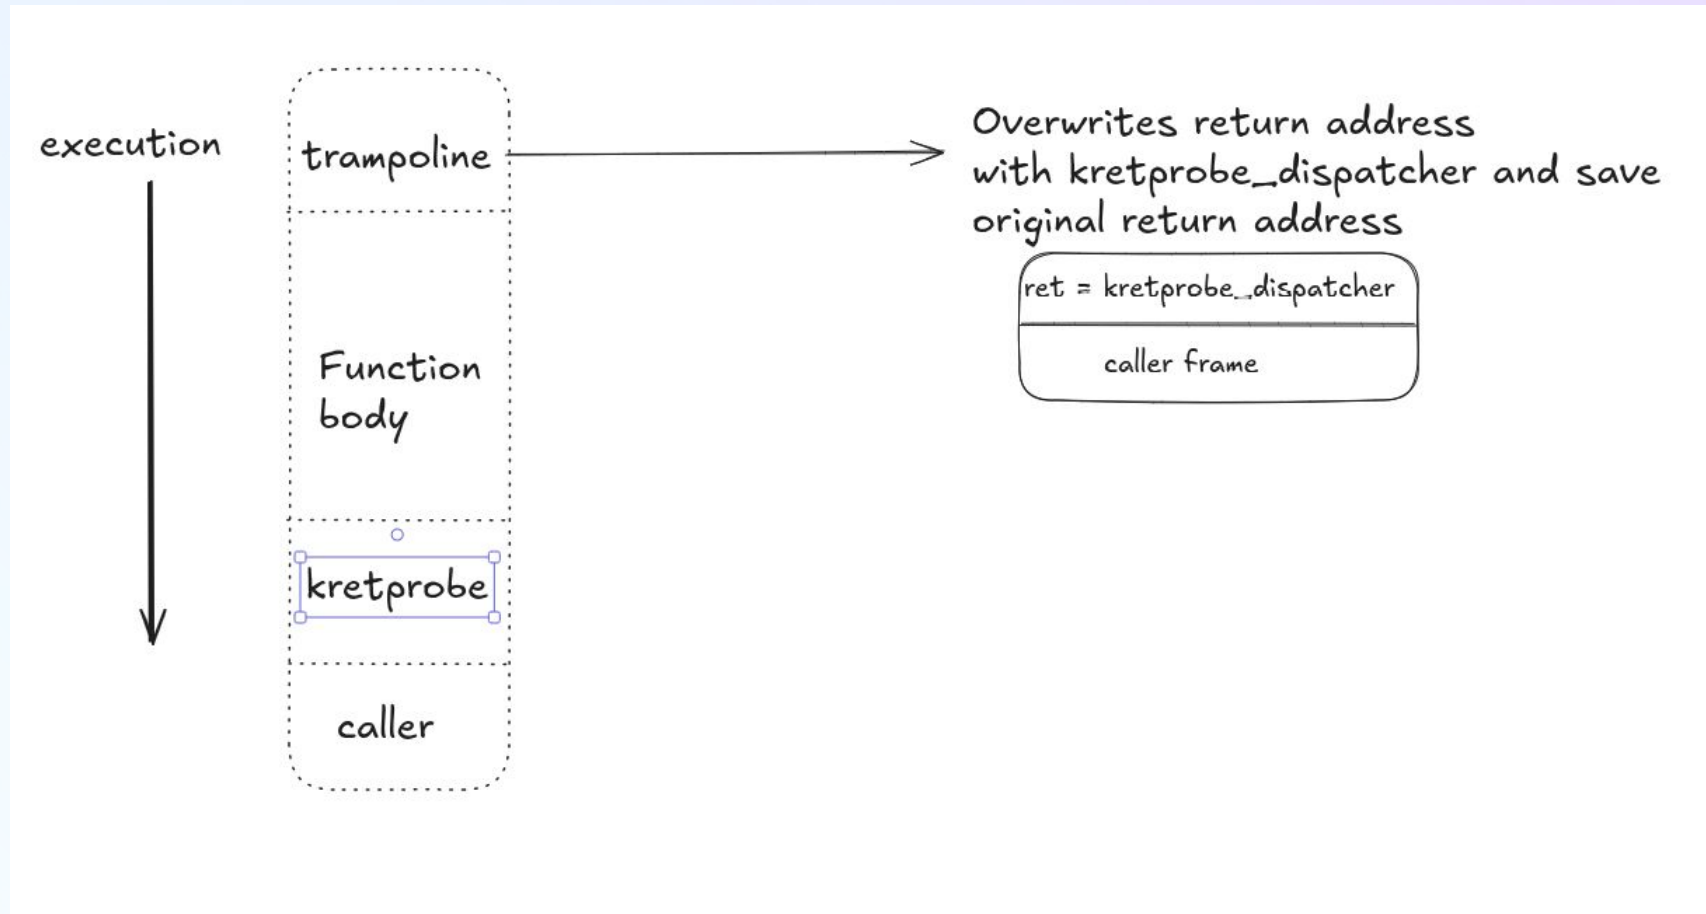 execution
trampoline
Overwrites return address
with kretprobe_dispatcher and save
original return address
ret = kretprobe_dispatcher
caller frame
Function
body
kretprobe
caller